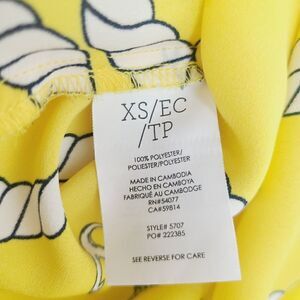 XS/EC
/TP
100% POLYESTER/
POLIÉSTER/POLYESTER
MADE IN CAMBODIA
HECHO EN CAMBOYA
FABRIQUÉ AU CAMBODGE
RN#54077
CA#59814
STYLE# 5707
PO# 222385
SEE REVERSE FOR CARE